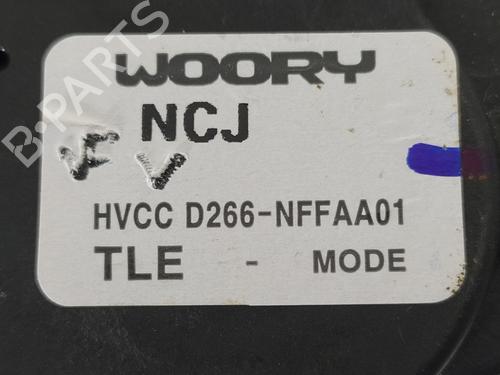 WOORY
NCJ
HVCC D266-NFFAA01
TLE - MODE
B-PARTS